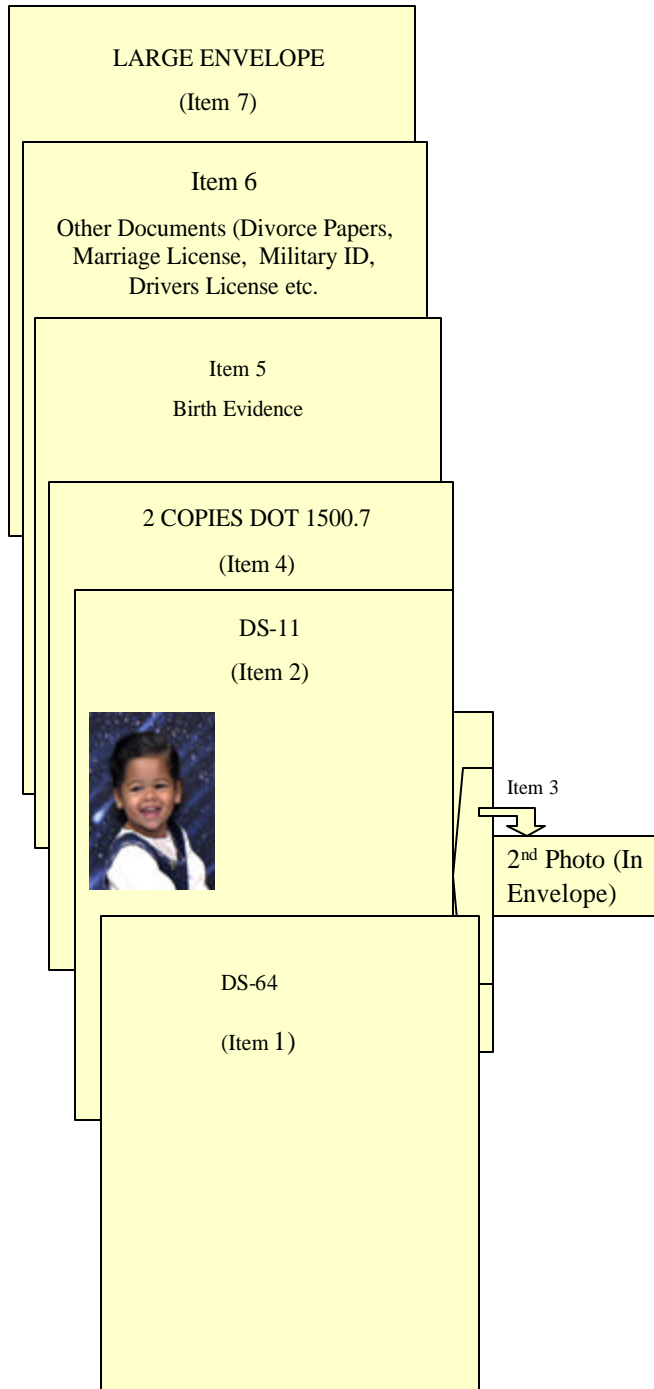 LARGE ENVELOPE
(Item 7)
Item 6
Other Documents (Divorce Papers,
Marriage License, Military ID,
Drivers License etc.
Item 5
Birth Evidence
2 COPIES DOT 1500.7
(Item 4)
DS-11
(Item 2)
Item 3
2nd Photo (In
Envelope)
DS-64
(Item 1)